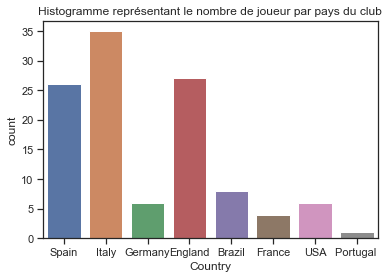 Histogramme représentant le nombre de joueur par pays du club
count
35
30
25
20
15
10
5
0
Spain Italy Germany England Brazil France USA Portugal
Country